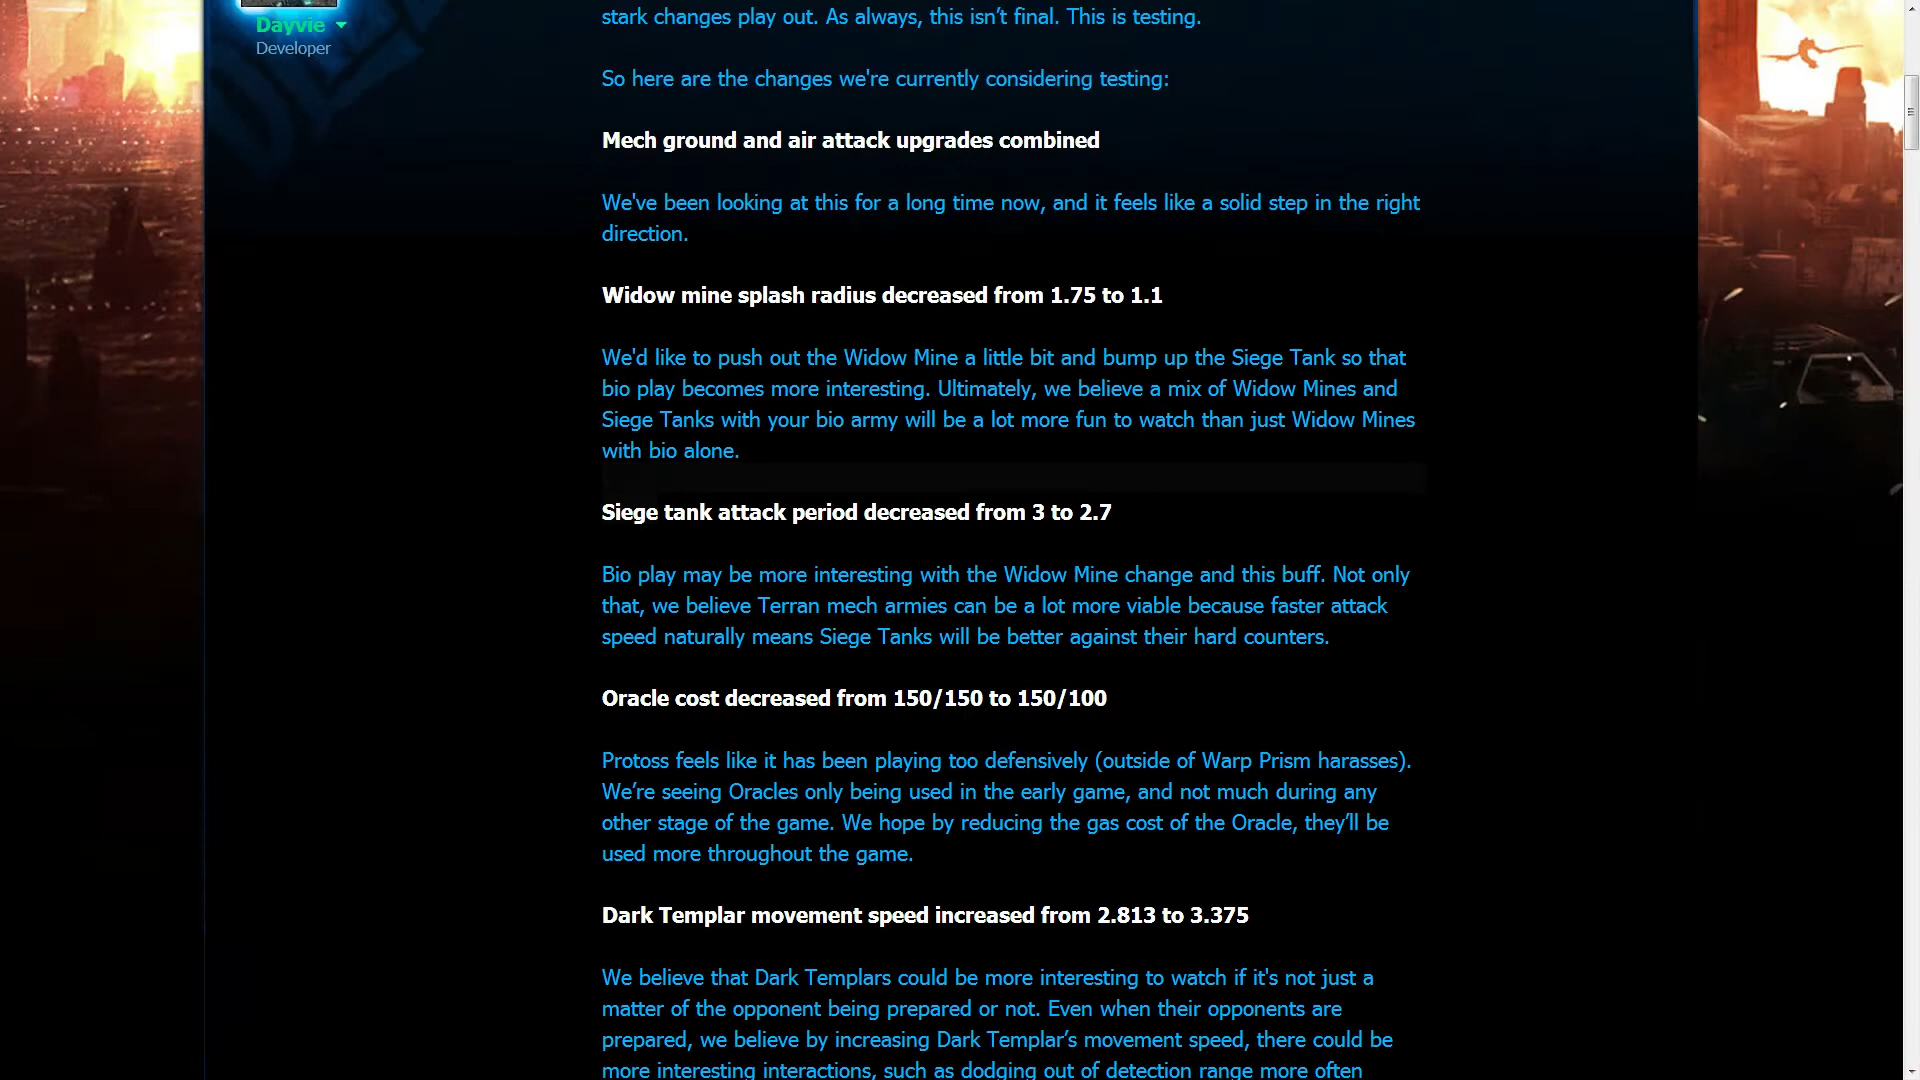 Dayvie
Developer
stark changes play out. As always, this isn’t final. This is testing.
So here are the changes we're currently considering testing:
Mech ground and air attack upgrades combined
We've been looking at this for a long time now, and it feels like a solid step in the right
direction.
Widow mine splash radius decreased from 1.75 to 1.1
We'd like to push out the Widow Mine a little bit and bump up the Siege Tank so that
bio play becomes more interesting. Ultimately, we believe a mix of Widow Mines and
Siege Tanks with your bio army will be a lot more fun to watch than just Widow Mines
with bio alone.
Siege tank attack period decreased from 3 to 2.7
Bio play may be more interesting with the Widow Mine change and this buff. Not only
that, we believe Terran mech armies can be a lot more viable because faster attack
speed naturally means Siege Tanks will be better against their hard counters.
Oracle cost decreased from 150/150 to 150/100
Protoss feels like it has been playing too defensively (outside of Warp Prism harasses).
We’re seeing Oracles only being used in the early game, and not much during any
other stage of the game. We hope by reducing the gas cost of the Oracle, they’ll be
used more throughout the game.
Dark Templar movement speed increased from 2.813 to 3.375
We believe that Dark Templars could be more interesting to watch if it's not just a
matter of the opponent being prepared or not. Even when their opponents are
prepared, we believe by increasing Dark Templar’s movement speed, there could be
more interesting interactions, such as dodging out of detection range more often